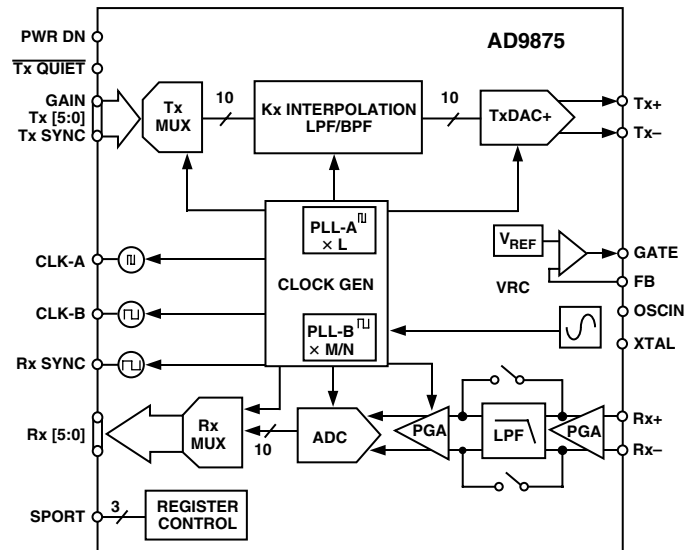 AD9875
PWR DN
Tx QUIET
GAIN
Tx [5:0]
Tx SYNC
Tx
MUX
10
Kx INTERPOLATION
LPF/BPF
10
TxDAC+
Tx+
Tx–
PLL-A
× L
CLOCK GEN
PLL-B
× M/N
CLK-A
CLK-B
Rx SYNC
VREF
VRC
GATE
FB
OSCIN
XTAL
Rx [5:0]
Rx
MUX
10
ADC
PGA
LPF
PGA
Rx+
Rx–
SPORT
3
REGISTER
CONTROL